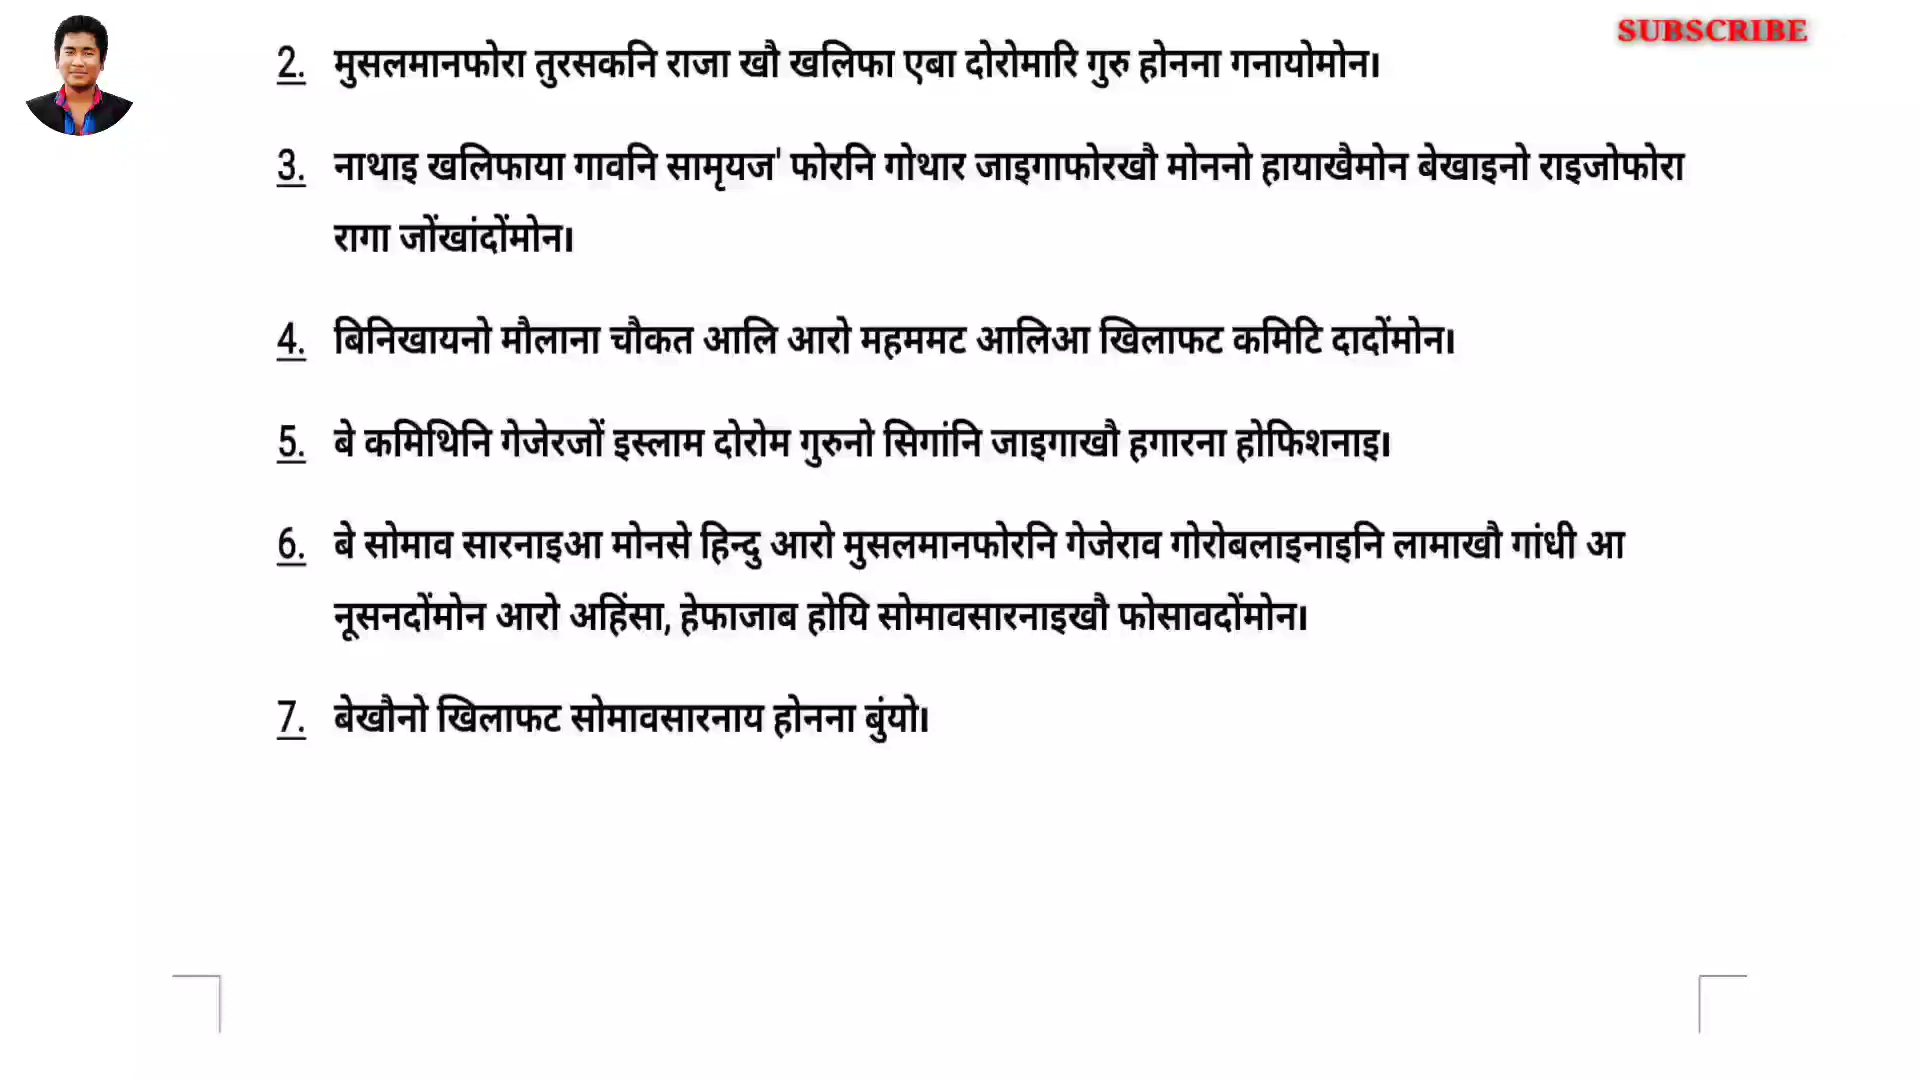 SUBSCRIBE
2. मुसलमानफोरा तुरसकनि राजा खौ खलिफा एबा दोरोमारि गुरु होनना गनायोमोन।
3. नाथाइ खलिफाया गावनि सामृयज' फोरनि गोथार जाइगाफोरखौ मोननो हायाखैमोन बेखाइनो राइजोफोरा
रागा जोंखांदोंमोन।
4. बिनिखायनो मौलाना चौकत आलि आरो महममट आलिआ खिलाफट कमिटि दादोंमोन।
5. बे कमिथिनि गेजेरजों इस्लाम दोरोम गुरुनो सिगांनि जाइगाखौ हगारना होफिशनाइ।
6. बे सोमाव सारनाइआ मोनसे हिन्दु आरो मुसलमानफोरनि गेजेराव गोरोबलाइनाइनि लामाखौ गांधी आ
नूसनदोंमोन आरो अहिंसा, हेफाजाब होयि सोमावसारनाइखौ फोसावदोंमोन।
7. बेखौनो खिलाफट सोमावसारनाय होनना बुंयो।